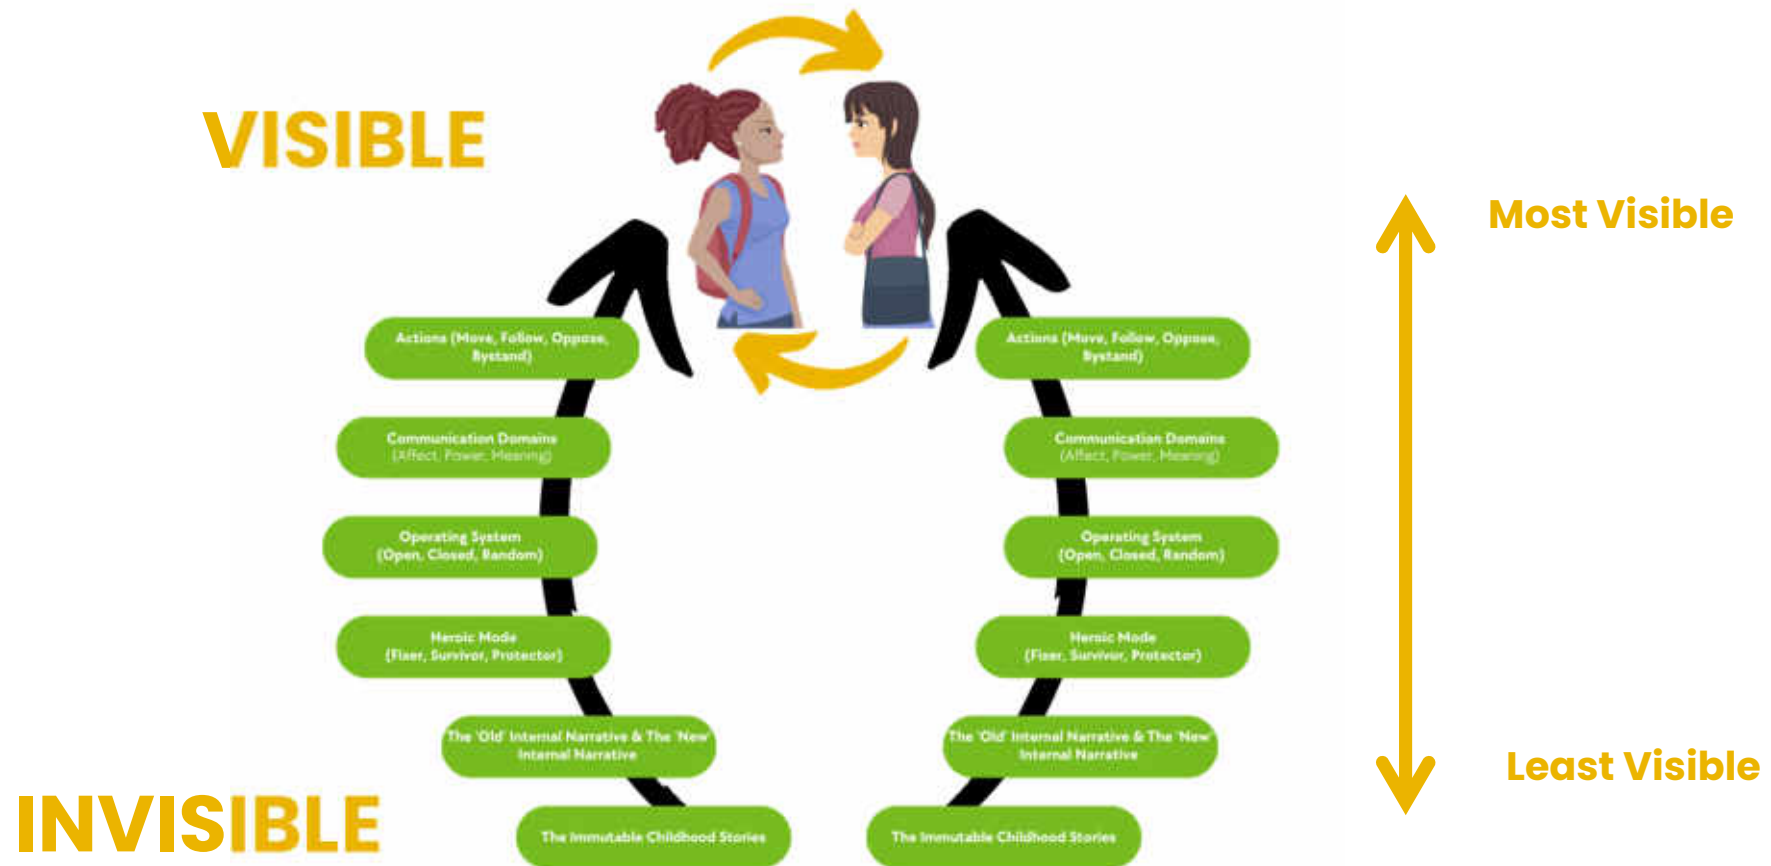 VISIBLE
Most Visible
Actions (Move, Follow, Oppose,
Bystand)
Actions (Move, Follow, Oppose,
Bystand)
Communication Domains
(Affect, Power, Meaning)
Communication Domains
(Affect, Power, Meaning)
Operating System
(Open, Closed, Random)
Operating System
(Open, Closed, Random)
Heroic Mode
(Fixer, Survivor, Protector)
Heroic Mode
(Fixer, Survivor, Protector)
The 'Old' Internal Narrative & The 'New'
Internal Narrative
The 'Old' Internal Narrative & The 'New'
Internal Narrative
Least Visible
INVISIBLE
The Immutable Childhood Stories
The Immutable Childhood Stories